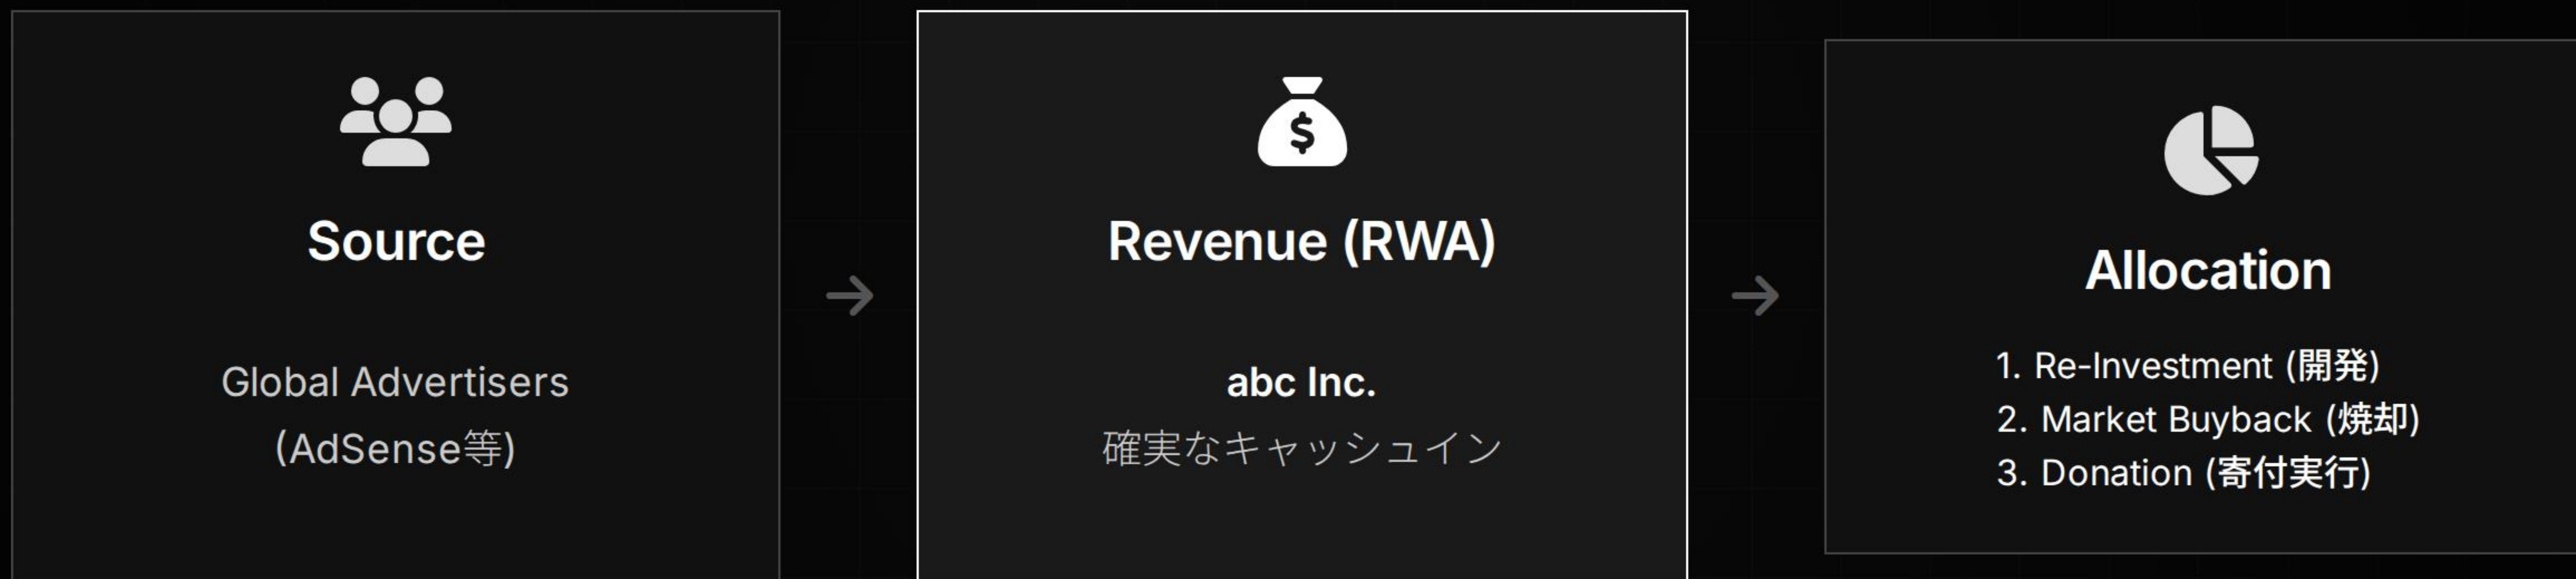 Source
Global Advertisers
(AdSense等)
Revenue (RWA)
abc Inc.
確実なキャッシュイン
Allocation
1. Re-Investment (開発)
2. Market Buyback (焼却)
3. Donation (寄付実行)